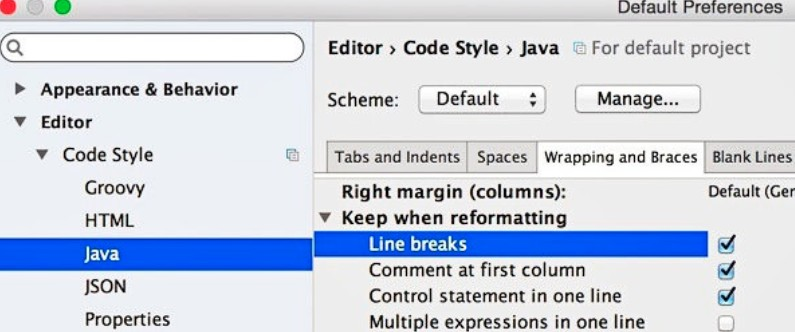 Default Preferences
Appearance & Behavior
Editor
Code Style
Groovy
HTML
Java
JSON
Properties
Editor › Code Style › Java For default project
Scheme: Default Manage...
Tabs and Indents Spaces Wrapping and Braces Blank Lines
Right margin (columns): Default (Ger
Keep when reformatting
Line breaks
Comment at first column
Control statement in one line
Multiple expressions in one line